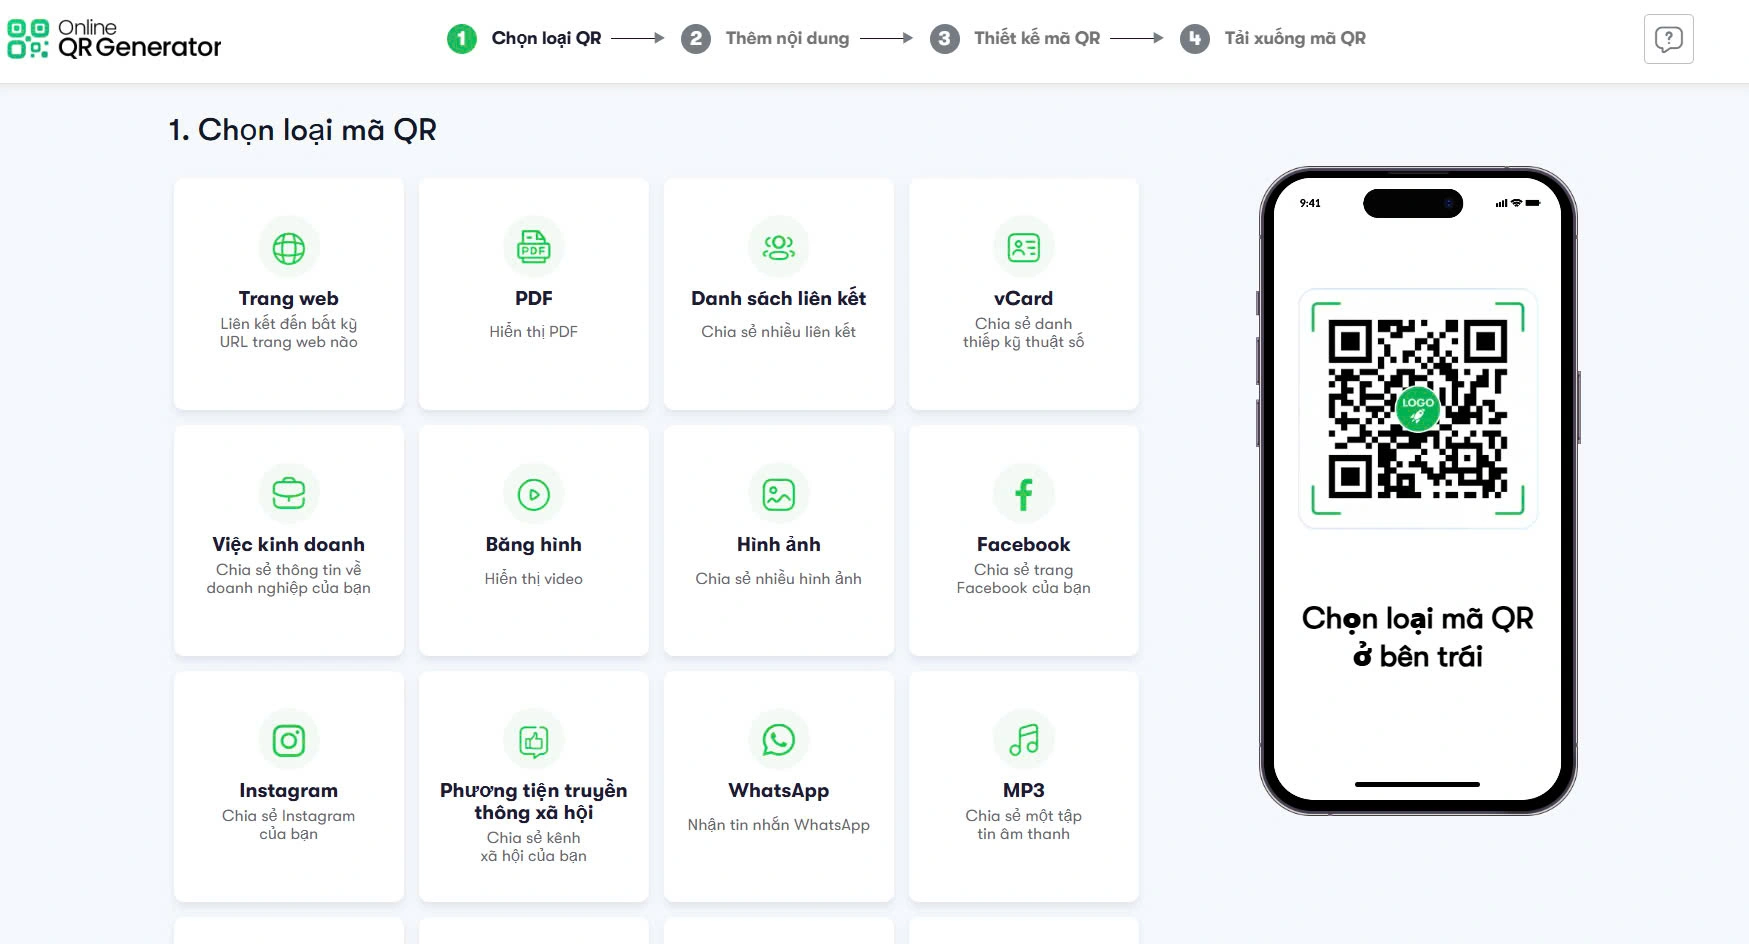 Online
QR Generator
1 Chọn loại QR
2 Thêm nội dung
3 Thiết kế mã QR
4 Tải xuống mã QR
?
1. Chọn loại mã QR
Trang web
Liên kết đến bất kỳ
URL trang web nào
PDF
PDF
Hiển thị PDF
Danh sách liên kết
Chia sẻ nhiều liên kết
vCard
Chia sẻ danh
thiếp kỹ thuật số
Việc kinh doanh
Chia sẻ thông tin về
doanh nghiệp của bạn
Băng hình
Hiển thị video
Hình ảnh
Chia sẻ nhiều hình ảnh
Facebook
Chia sẻ trang
Facebook của bạn
Instagram
Chia sẻ Instagram
của bạn
Phương tiện truyền
thông xã hội
Chia sẻ kênh
xã hội của bạn
WhatsApp
Nhận tin nhắn WhatsApp
MP3
Chia sẻ một tập
tin âm thanh
9:41
LOGO
Chọn loại mã QR
ở bên trái